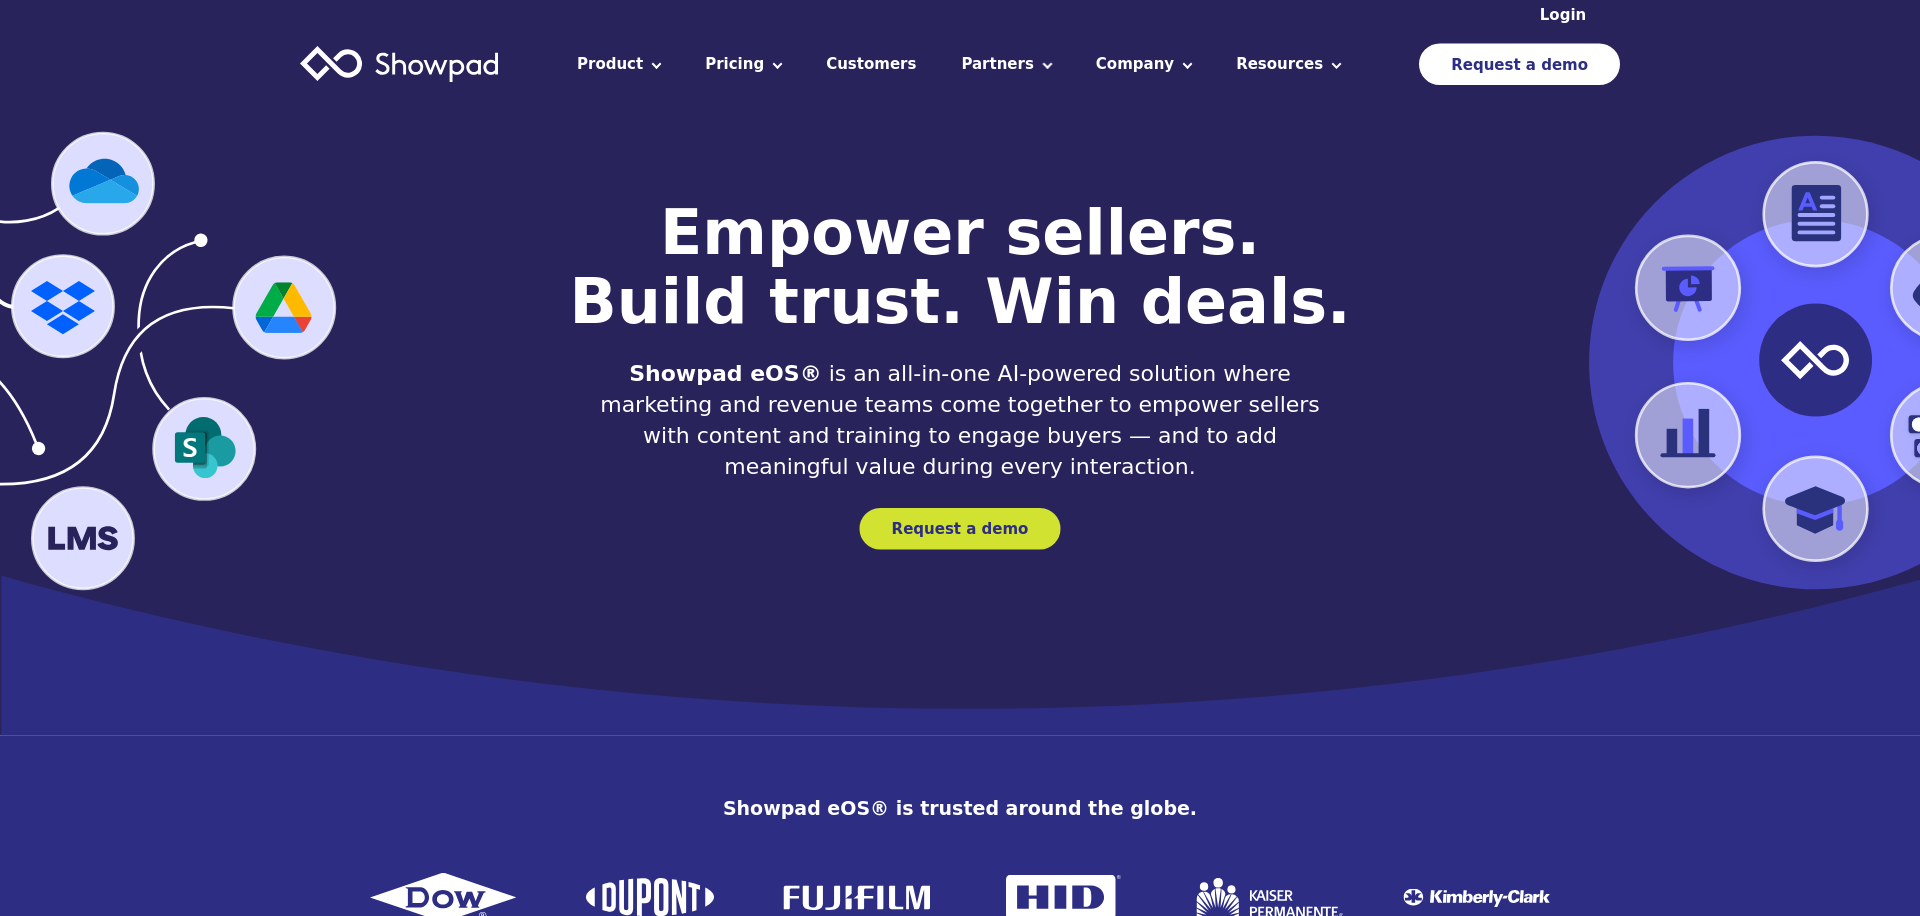 Login
Showpad
Product
Pricing
Customers
Partners
Company
Resources
Request a demo
Empower sellers.
Build trust. Win deals.
Showpad eOS® is an all-in-one AI-powered solution where
marketing and revenue teams come together to empower sellers
with content and training to engage buyers — and to add
meaningful value during every interaction.
Request a demo
A
S
LMS
Showpad eOS® is trusted around the globe.
Dow®
DUPONT
FUJIFILM
HID®
KAISER
PERMANENTE®
Kimberly-Clark